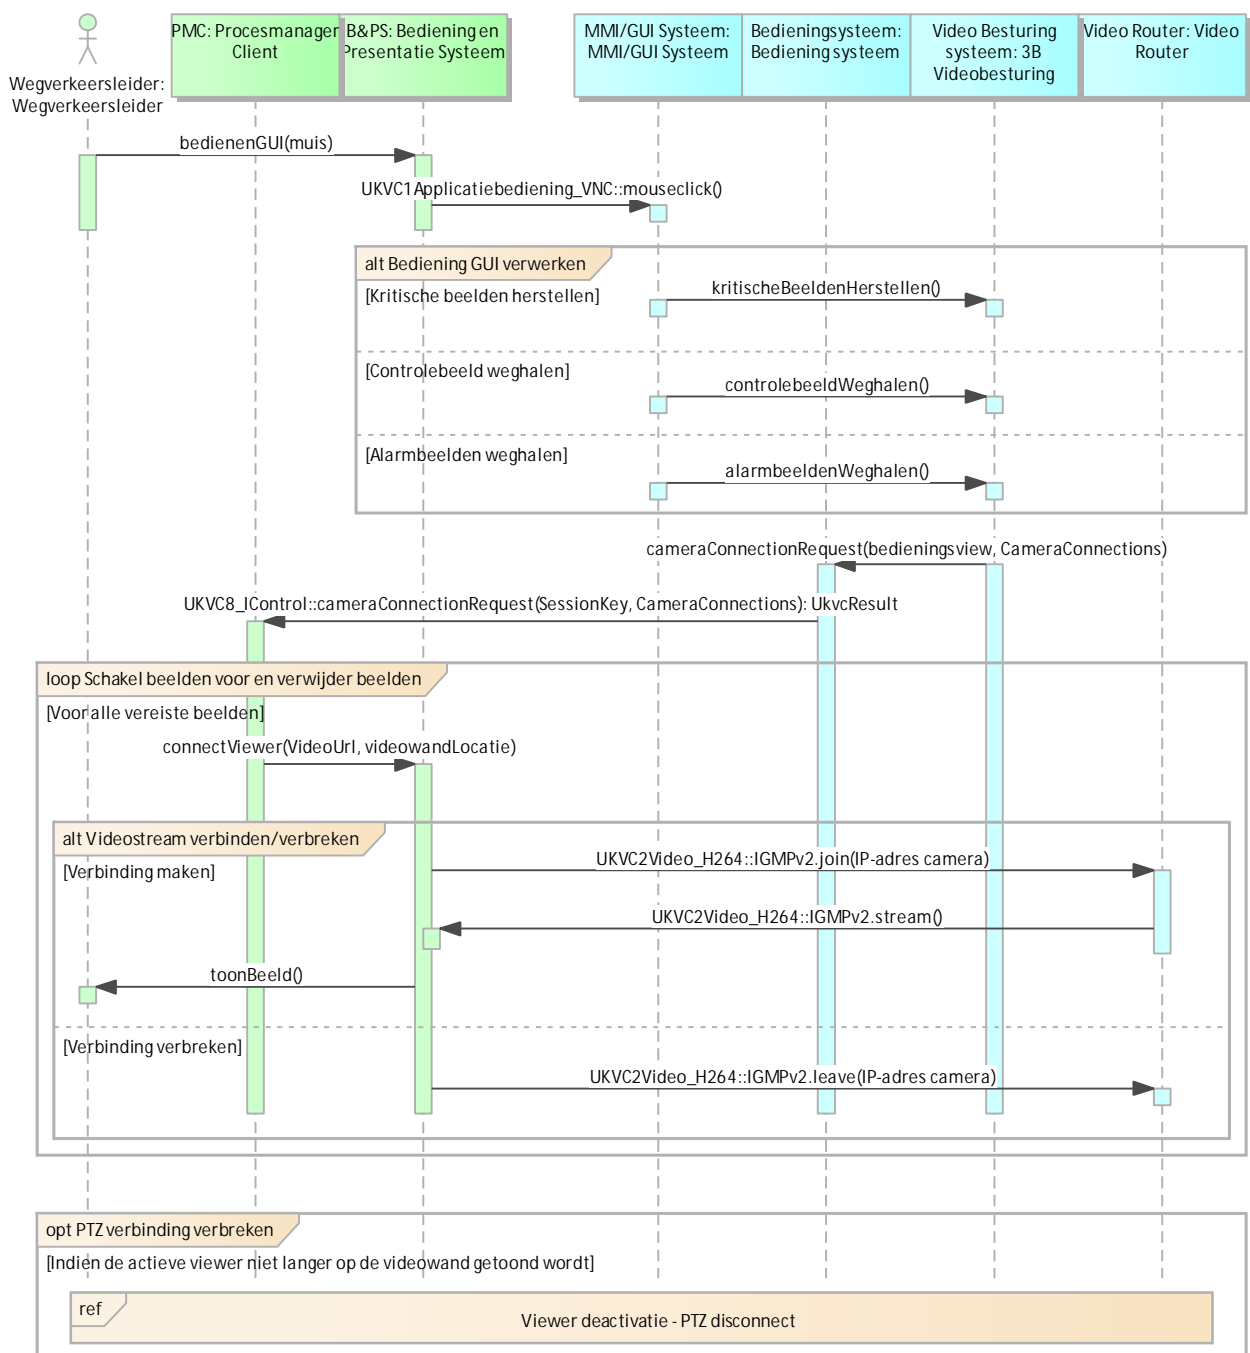 PMC: Procesmanager
Client
B&PS: Bediening en
Presentatie Systeem
MMI/GUI Systeem:
MMI/GUI Systeem
Bedieningsysteem:
Bediening systeem
Video Besturing
systeem: 3B
Videobesturing
Video Router: Video
Router
Wegverkeersleider:
Wegverkeersleider
bedienenGUI(muis)
UKVC1Applicatiebediening_VNC::mouseclick()
alt Bediening GUI verwerken
[Kritische beelden herstellen]
kritischeBeeldenHerstellen()
[Controlebeeld weghalen]
controlebeeldWeghalen()
[Alarmbeelden weghalen]
alarmbeeldenWeghalen()
cameraConnectionRequest(bedieningsview, CameraConnections)
UKVC8_IControl::cameraConnectionRequest(SessionKey, CameraConnections): UkvcResult
loop Schakel beelden voor en verwijder beelden
[Voor alle vereiste beelden]
connectViewer(VideoUrl, videowandLocatie)
alt Videostream verbinden/verbreken
[Verbinding maken]
UKVC2Video_H264::IGMPv2.join(IP-adres camera)
UKVC2Video_H264::IGMPv2.stream()
toonBeeld()
[Verbinding verbreken]
UKVC2Video_H264::IGMPv2.leave(IP-adres camera)
opt PTZ verbinding verbreken
[Indien de actieve viewer niet langer op de videowand getoond wordt]
ref
Viewer deactivatie - PTZ disconnect